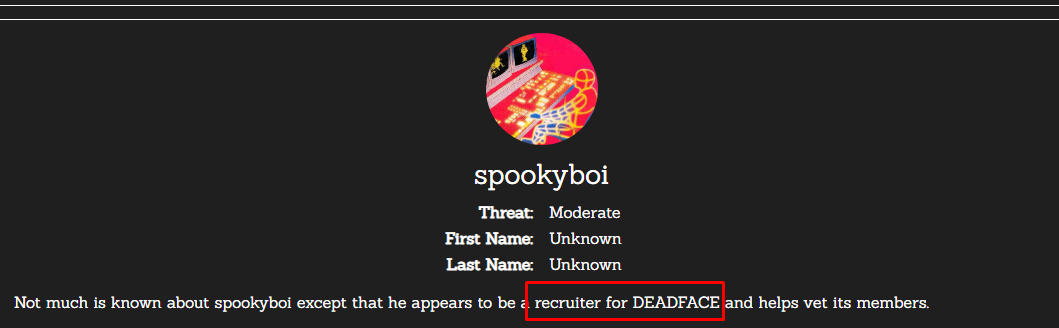 spookyboi
Threat: Moderate
First Name: Unknown
Last Name: Unknown
Not much is known about spookyboi except that he appears to be a recruiter for DEADFACE and helps vet its members.